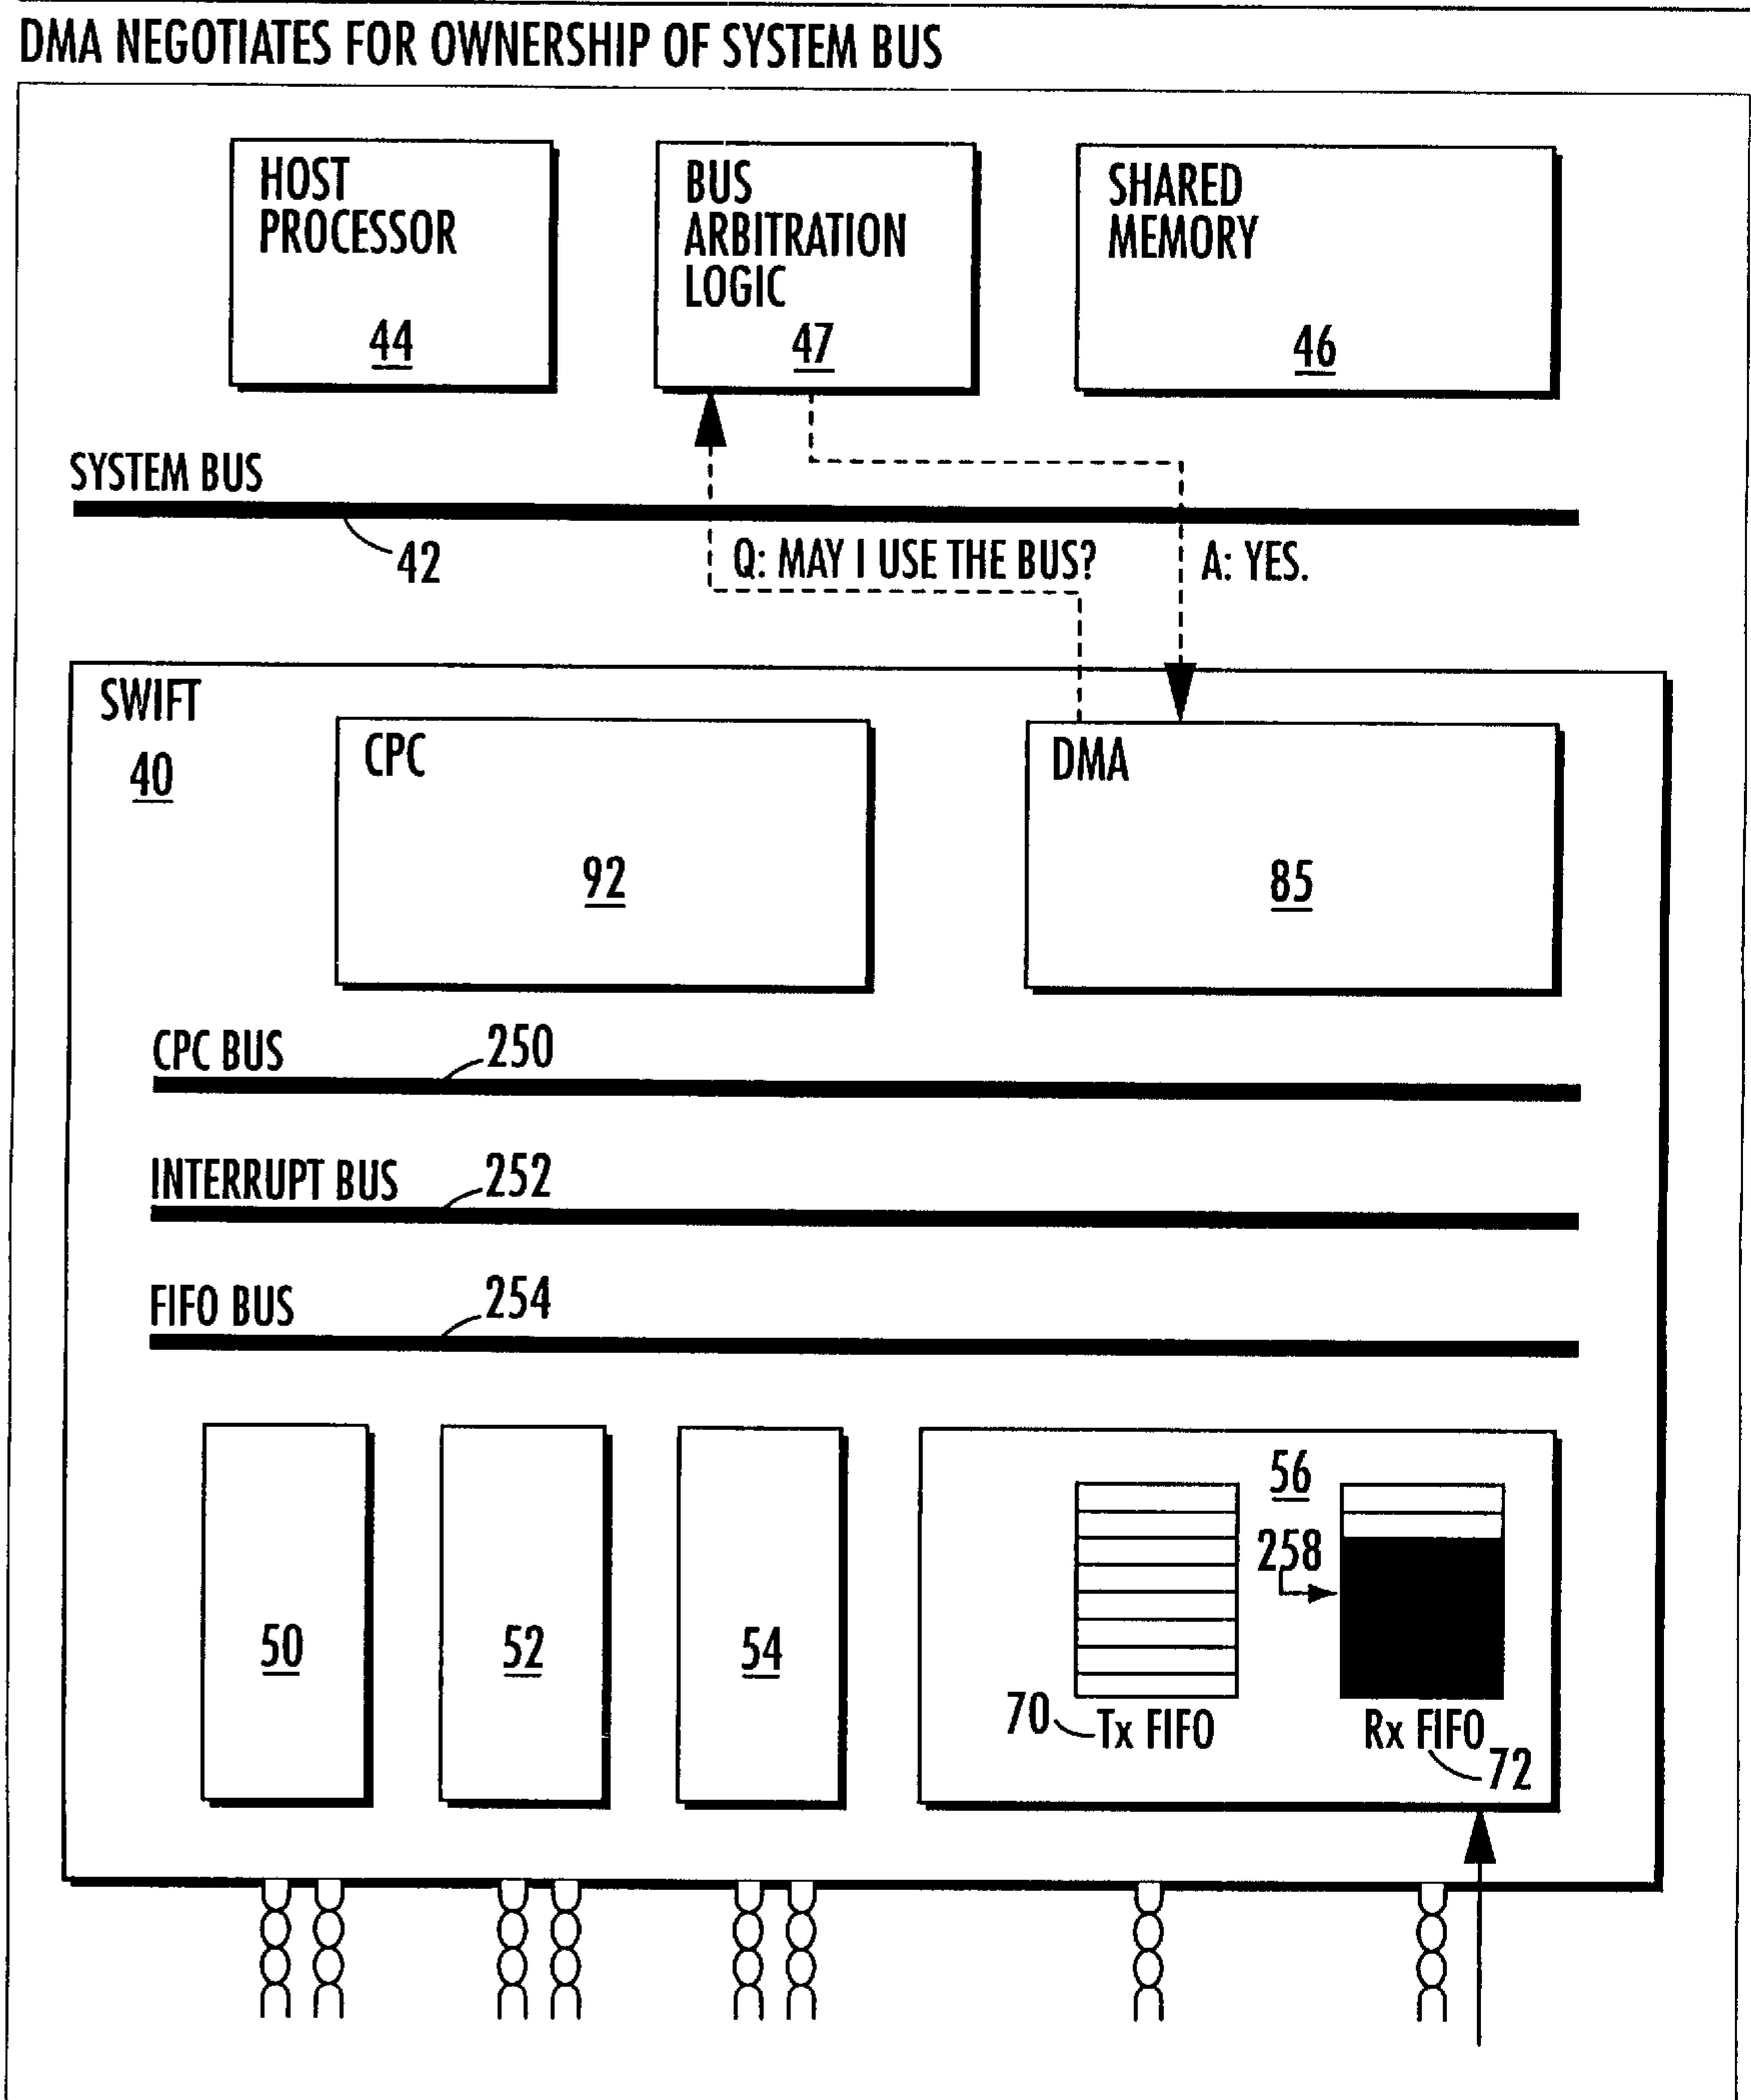 DMA NEGOTIATES FOR OWNERSHIP OF SYSTEM BUS
HOST
PROCESSOR
44
BUS
ARBITRATION
LOGIC
47
SHARED
MEMORY
46
SYSTEM BUS
42
Q: MAY I USE THE BUS?
A: YES.
SWIFT
40
CPC
92
DMA
85
CPC BUS
250
INTERRUPT BUS
252
FIFO BUS
254
50
52
54
56
258
70
Tx FIFO
Rx FIFO
72